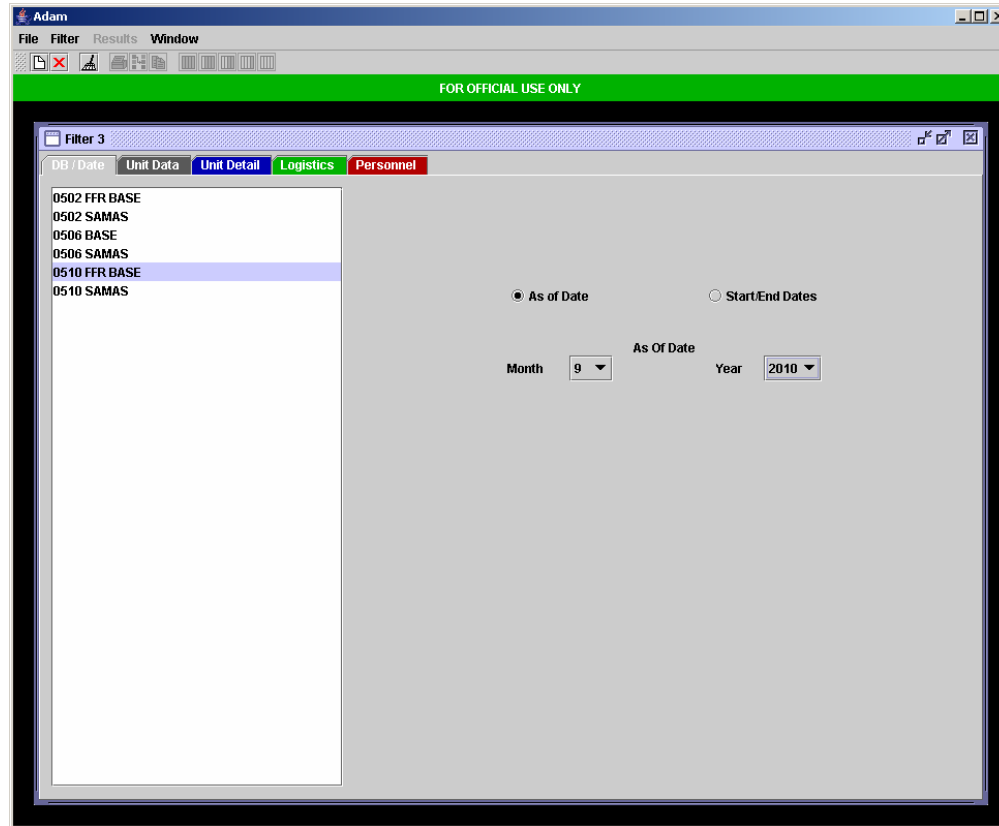 Adam
File Filter Results Window
FOR OFFICIAL USE ONLY
Filter 3
DB / Date Unit Data Unit Detail Logistics Personnel
0502 FFR BASE
0502 SAMAS
0506 BASE
0506 SAMAS
0510 FFR BASE
0510 SAMAS
As of Date Start/End Dates
As Of Date
Month 9 Year 2010